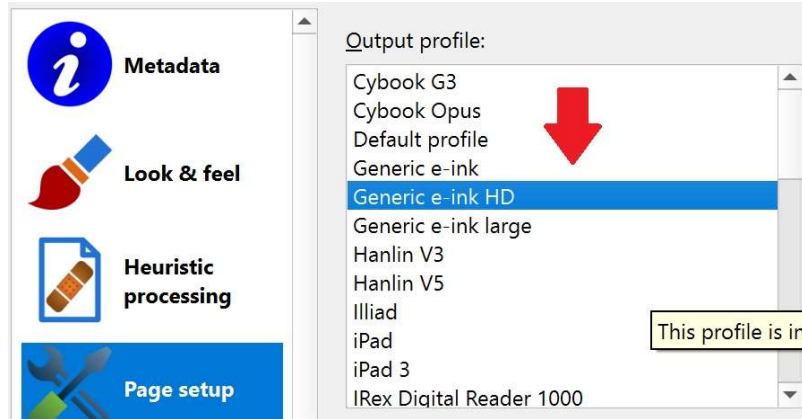 Metadata
Look & feel
Heuristic
processing
Page setup
Output profile:
Cybook G3
Cybook Opus
Default profile
Generic e-ink
Generic e-ink HD
Generic e-ink large
Hanlin V3
Hanlin V5
Illiad
iPad
iPad 3
IRex Digital Reader 1000
This profile is in